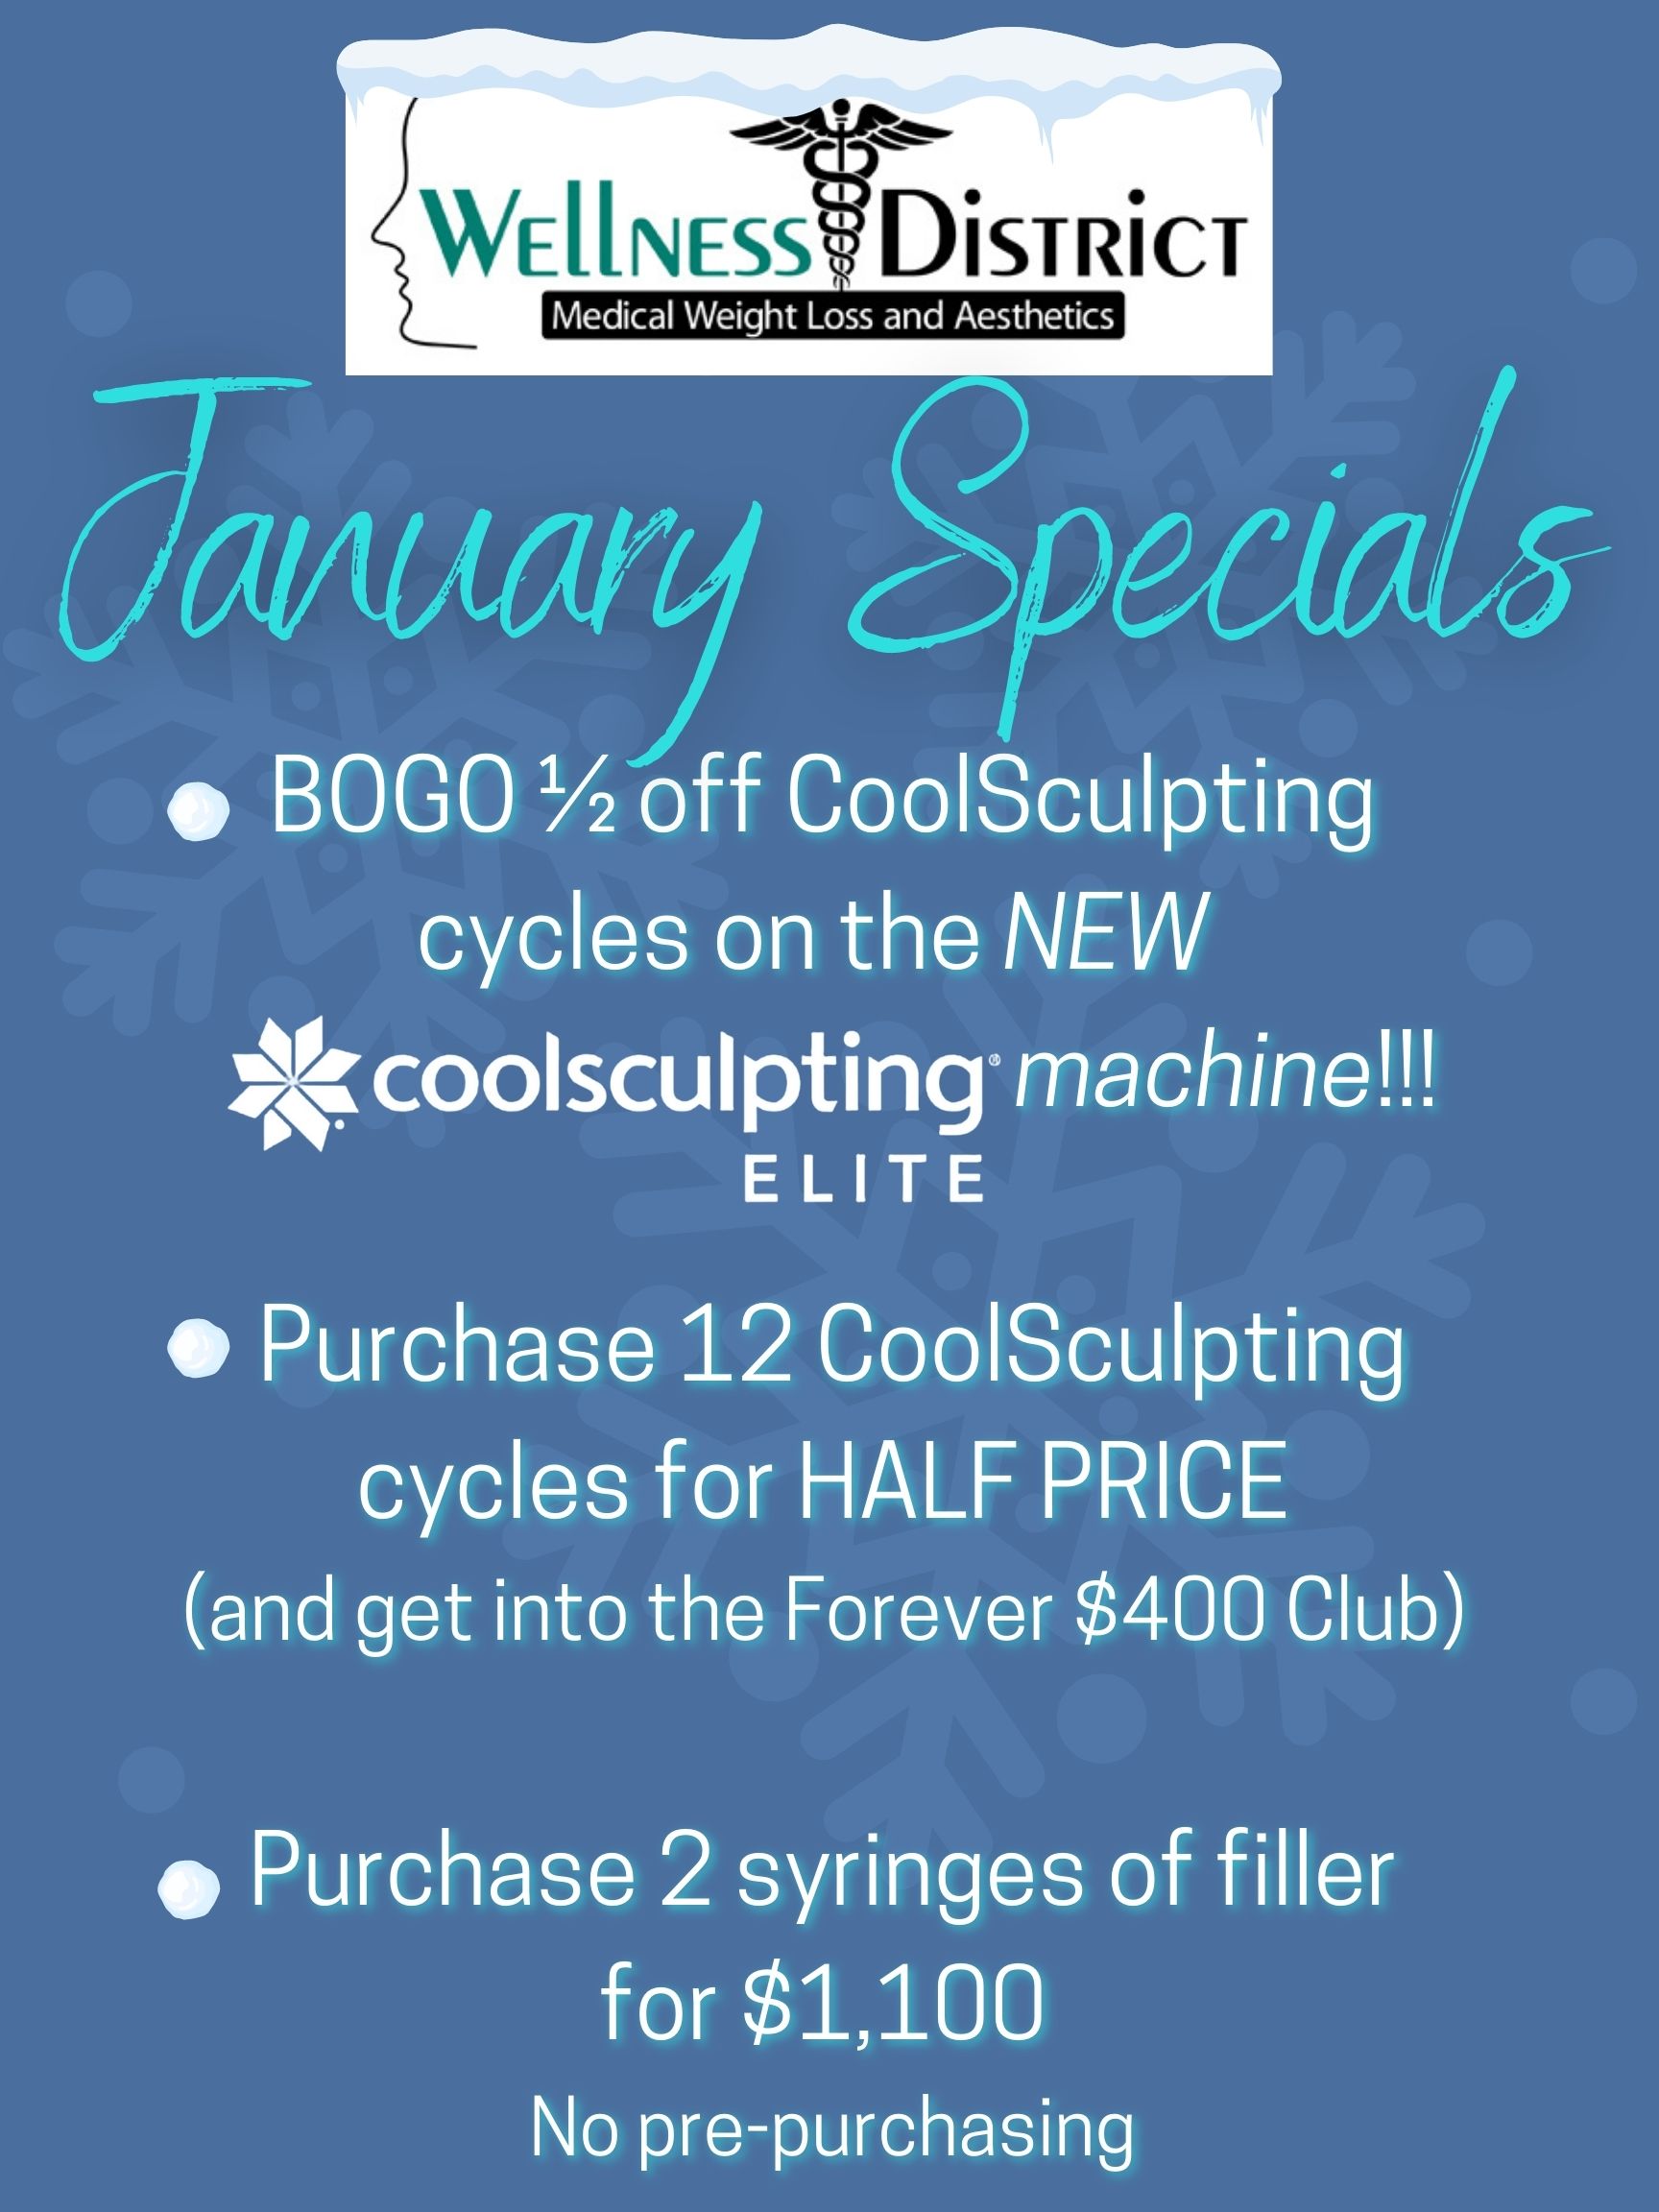 Wellness District
Medical Weight Loss and Aesthetics
January Specials
BOGO ½ off CoolSculpting
cycles on the NEW
coolsculpting® machine!!!
ELITE
Purchase 12 CoolSculpting
cycles for HALF PRICE
(and get into the Forever $400 Club)
Purchase 2 syringes of filler
for $1,100
No pre-purchasing